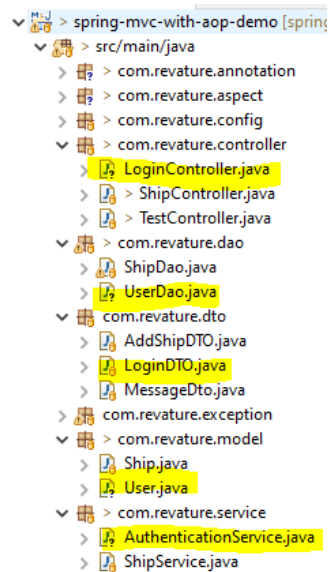 > spring-mvc-with-aop-demo [spring
> src/main/java
> com.revature.annotation
> com.revature.aspect
> com.revature.config
> com.revature.controller
LoginController.java
> ShipController.java
> TestController.java
> com.revature.dao
ShipDao.java
UserDao.java
com.revature.dto
AddShipDTO.java
LoginDTO.java
MessageDto.java
com.revature.exception
> com.revature.model
Ship.java
User.java
> com.revature.service
AuthenticationService.java
ShipService.java